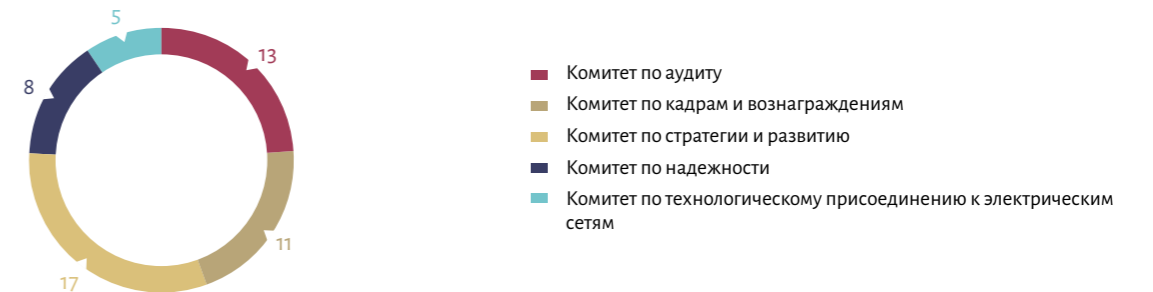 5
13
8
11
17
Комитет по аудиту
Комитет по кадрам и вознаграждениям
Комитет по стратегии и развитию
Комитет по надежности
Комитет по технологическому присоединению к электрическим
сетям